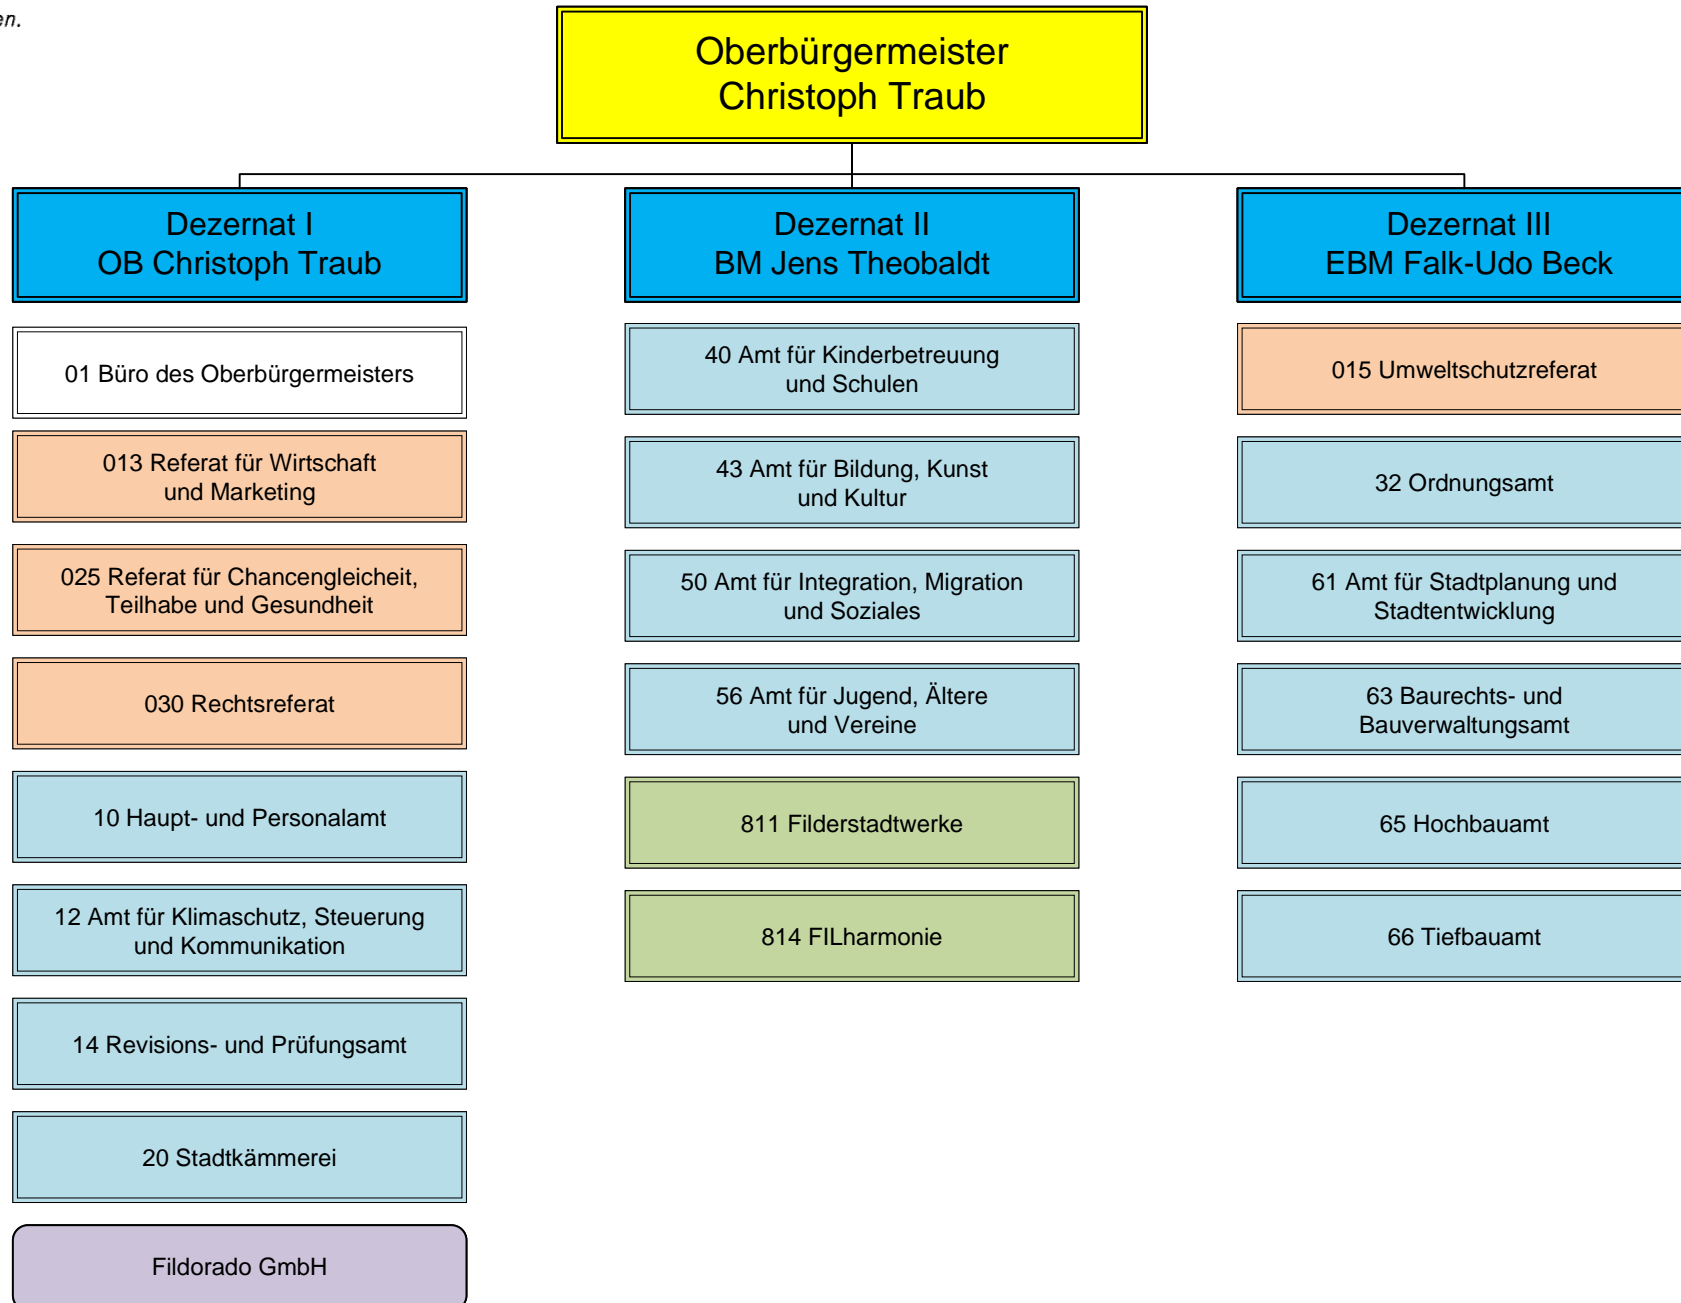 en.
Oberbürgermeister
Christoph Traub
Dezernat I
OB Christoph Traub
01 Büro des Oberbürgermeisters
013 Referat für Wirtschaft
und Marketing
025 Referat für Chancengleicheit,
Teilhabe und Gesundheit
030 Rechtsreferat
10 Haupt- und Personalamt
12 Amt für Klimaschutz, Steuerung
und Kommunikation
14 Revisions- und Prüfungsamt
20 Stadtkämmerei
Fildorado GmbH
Dezernat II
BM Jens Theobaldt
40 Amt für Kinderbetreuung
und Schulen
43 Amt für Bildung, Kunst
und Kultur
50 Amt für Integration, Migration
und Soziales
56 Amt für Jugend, Ältere
und Vereine
811 Filderstadtwerke
814 FILharmonie
Dezernat III
EBM Falk-Udo Beck
015 Umweltschutzreferat
32 Ordnungsamt
61 Amt für Stadtplanung und
Stadtentwicklung
63 Baurechts- und
Bauverwaltungsamt
65 Hochbauamt
66 Tiefbauamt